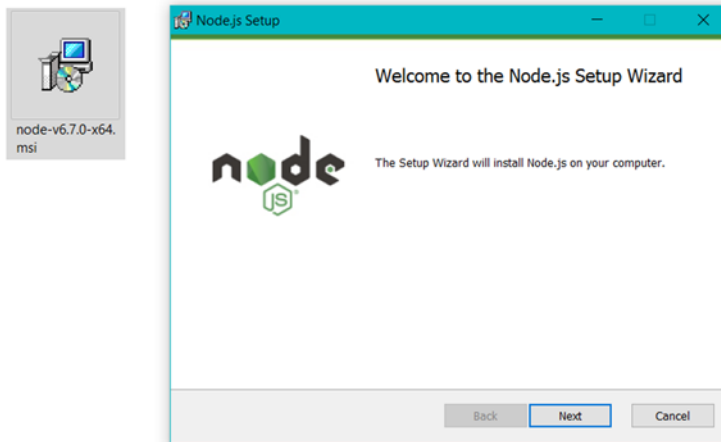 node-v6.7.0-x64.
msi
Node.js Setup
Welcome to the Node.js Setup Wizard
node
JS
The Setup Wizard will install Node.js on your computer.
Back
Next
Cancel